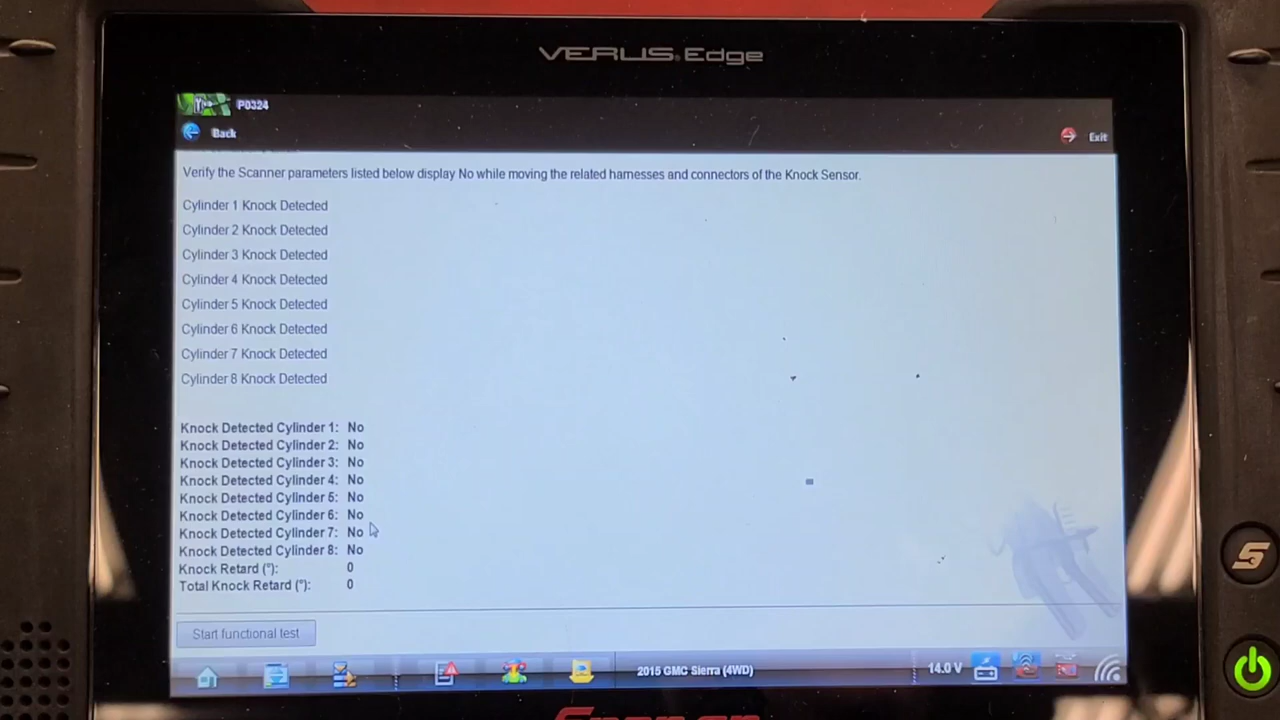 VERUS Edge
P0324
Back
Exit
Verify the Scanner parameters listed below display No while moving the related harnesses and connectors of the Knock Sensor.
Cylinder 1 Knock Detected
Cylinder 2 Knock Detected
Cylinder 3 Knock Detected
Cylinder 4 Knock Detected
Cylinder 5 Knock Detected
Cylinder 6 Knock Detected
Cylinder 7 Knock Detected
Cylinder 8 Knock Detected
Knock Detected Cylinder 1: No
Knock Detected Cylinder 2: No
Knock Detected Cylinder 3: No
Knock Detected Cylinder 4: No
Knock Detected Cylinder 5: No
Knock Detected Cylinder 6: No
Knock Detected Cylinder 7: No
Knock Detected Cylinder 8: No
Knock Retard (°): 0
Total Knock Retard (°): 0
Start functional test
2015 GMC Sierra (4WD)
14.0 V
S